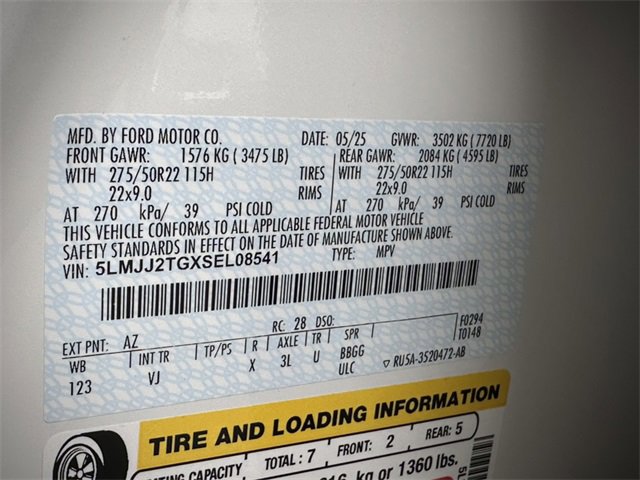 MFD. BY FORD MOTOR CO. DATE: 05/25 GVWR: 3502 KG ( 7720 LB)
FRONT GAWR: 1576 KG ( 3475 LB) REAR GAWR: 2084 KG ( 4595 LB)
WITH 275/50R22 115H TIRES WITH 275/50R22 115H TIRES
22x9.0 RIMS 22x9.0 RIMS
AT 270 kPa/ 39 PSI COLD AT 270 kPa/ 39 PSI COLD
THIS VEHICLE CONFORMS TO ALL APPLICABLE FEDERAL MOTOR VEHICLE
SAFETY STANDARDS IN EFFECT ON THE DATE OF MANUFACTURE SHOWN ABOVE.
VIN: 5LMJJ2TGXSEL08541 TYPE: MPV
EXT PNT: AZ RC: 28 DSO: F0294
T0148
WB INT TR TP/PS R AXLE TR SPR
123 VJ X 3L U BBGG
ULC ▽ RU5A-3520472-AB
TIRE AND LOADING INFORMATION
CAPACITY TOTAL: 7 FRONT: 2 REAR: 5
kg or 1360 lbs.